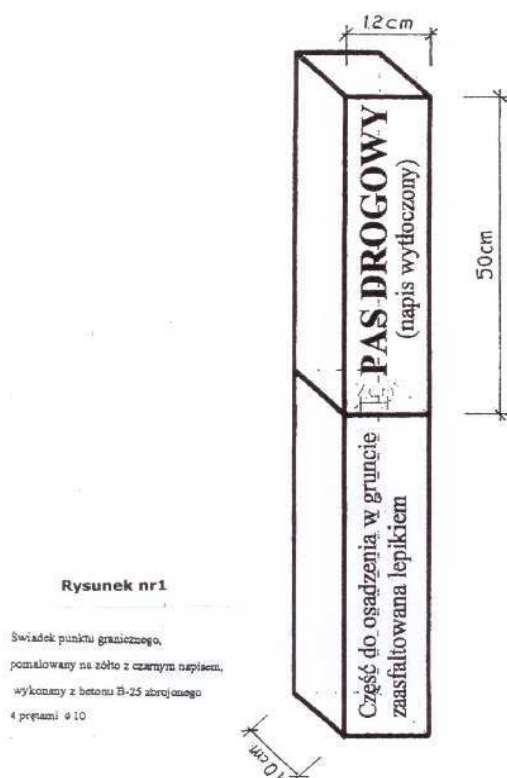 12cm
PAS DROGOWY
(napis wytłoczony)
50cm
Część do osadzenia w gruncie
zaasfaltowana lepikiem
Rysunek nr1
Świadek punktu granicznego,
pomalowany na żółto z czarnym napisem,
wykonany z betonu B-25 zbrojonego
4 prętami ø 10
10cm